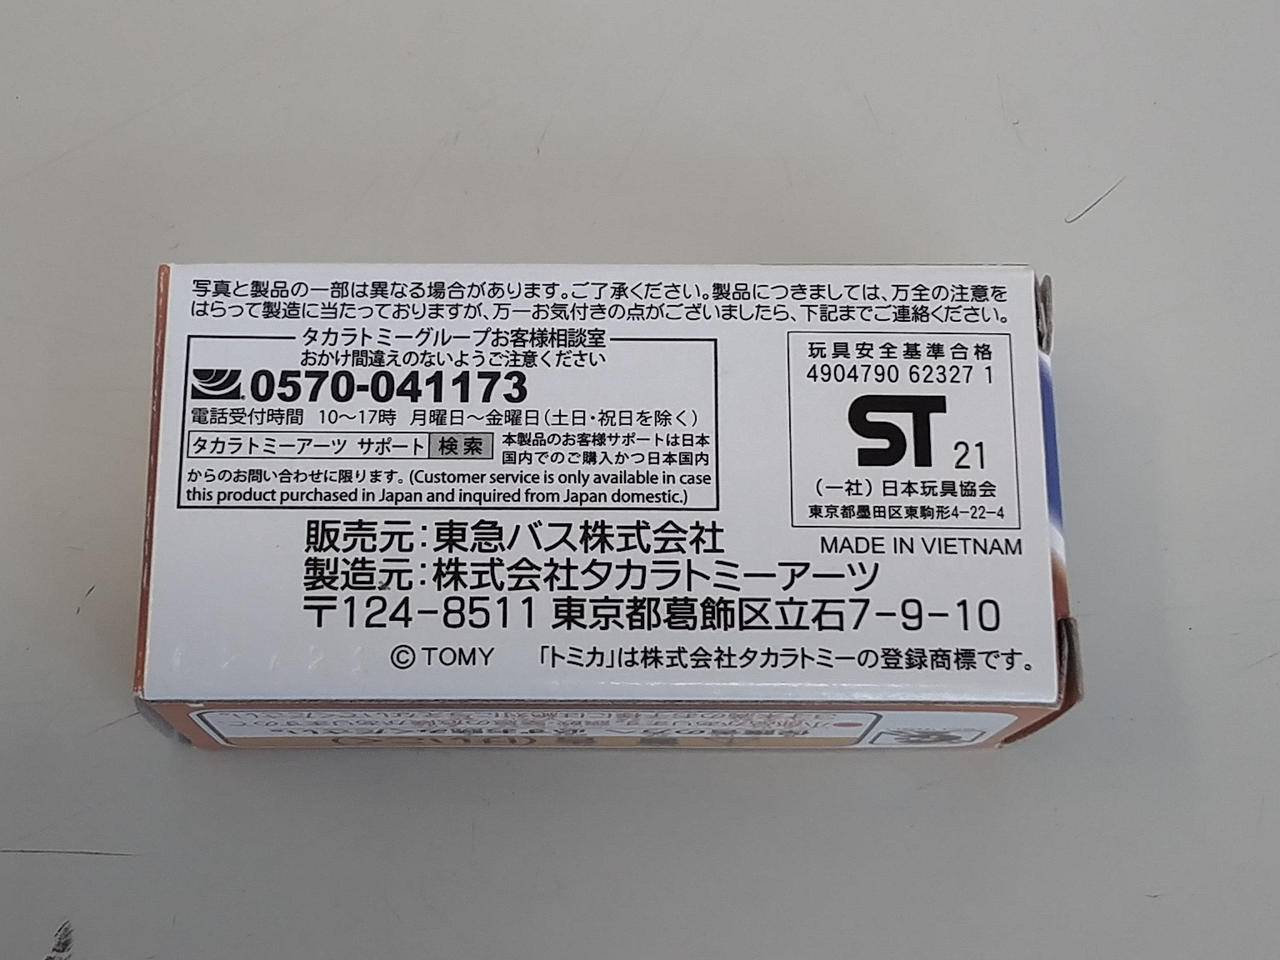 写真と製品の一部は異なる場合があります。ご了承ください。製品につきましては、万全の注意を
はらって製造に当たっておりますが、万一お気付きの点がございましたら、下記までご連絡ください。
タカラトミーグループお客様相談室
おかけ間違えのないようご注意ください
0570-041173
電話受付時間 10～17時 月曜日～金曜日(土日・祝日を除く)
タカラトミーアーツ サポート 検索
本製品のお客様サポートは日本
国内でのご購入かつ日本国内
からのお問い合わせに限ります。(Customer service is only available in case
this product purchased in Japan and inquired from Japan domestic.)
玩具安全基準合格
4904790 62327 1
ST 21
(一社)日本玩具協会
東京都墨田区東駒形4-22-4
MADE IN VIETNAM
販売元:東急バス株式会社
製造元:株式会社タカラトミーアーツ
〒124-8511 東京都葛飾区立石7-9-10
©TOMY 「トミカ」は株式会社タカラトミーの登録商標です。